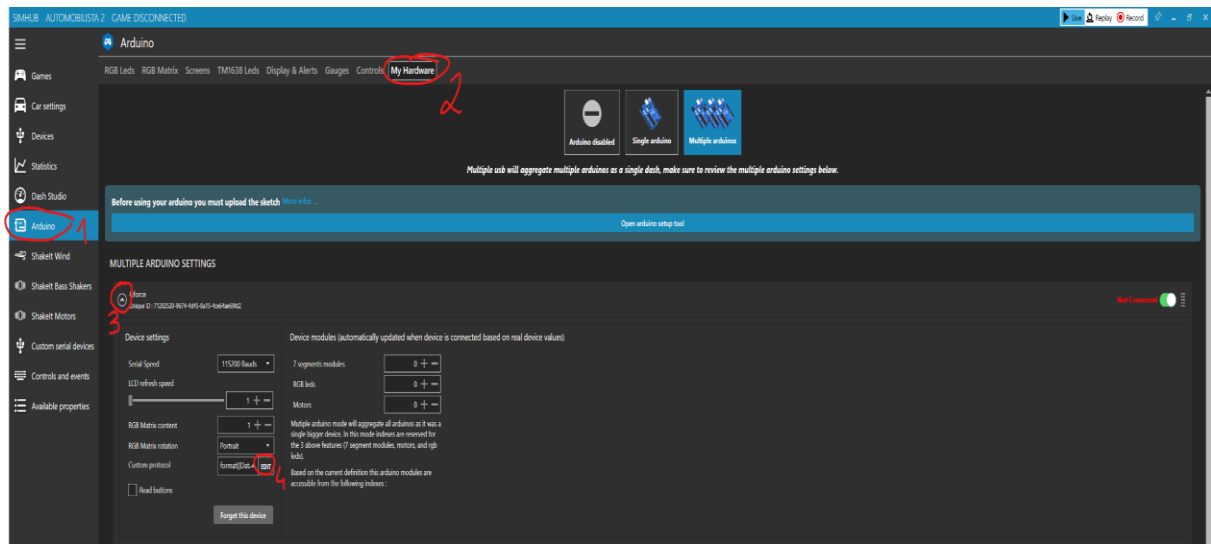 SIMHUB AUTOMOBILISTA 2 GAME DISCONNECTED
Live Replay Record
Arduino
Games
RGB Leds RGB Matrix Screens TM1638 Leds Display & Alerts Gauges Controls My Hardware
2
Car settings
Devices
Arduino disabled Single arduino Multiple arduinos
Statistics
Multiple usb will aggregate multiple arduinos as a single dash, make sure to review the multiple arduino settings below.
Dash Studio
Before using your arduino you must upload the sketch More infos...
Arduino 1
Open arduino setup tool
ShakeIt Wind
MULTIPLE ARDUINO SETTINGS
ShakeIt Bass Shakers
Not Connected
3
ShakeIt Motors
Device settings
Device modules (automatically updated when device is connected based on real device values)
Custom serial devices
Serial Speed 115200 Bauds
7 segments modules 0
Controls and events
LCD refresh speed
1
RGB leds 0
Available properties
Motors 0
RGB Matrix content 1
RGB Matrix rotation Portrait
Custom protocol format([Dat EDIT
4
Read buttons
Forget this device
Mutiple arduino mode will aggregate all arduinos as it was a
single bigger device. In this mode indexes are reserved for
the 3 above features (7 segment modules, motors, and rgb
leds).
Based on the current definition this arduino modules are
accessible from the following indexes :